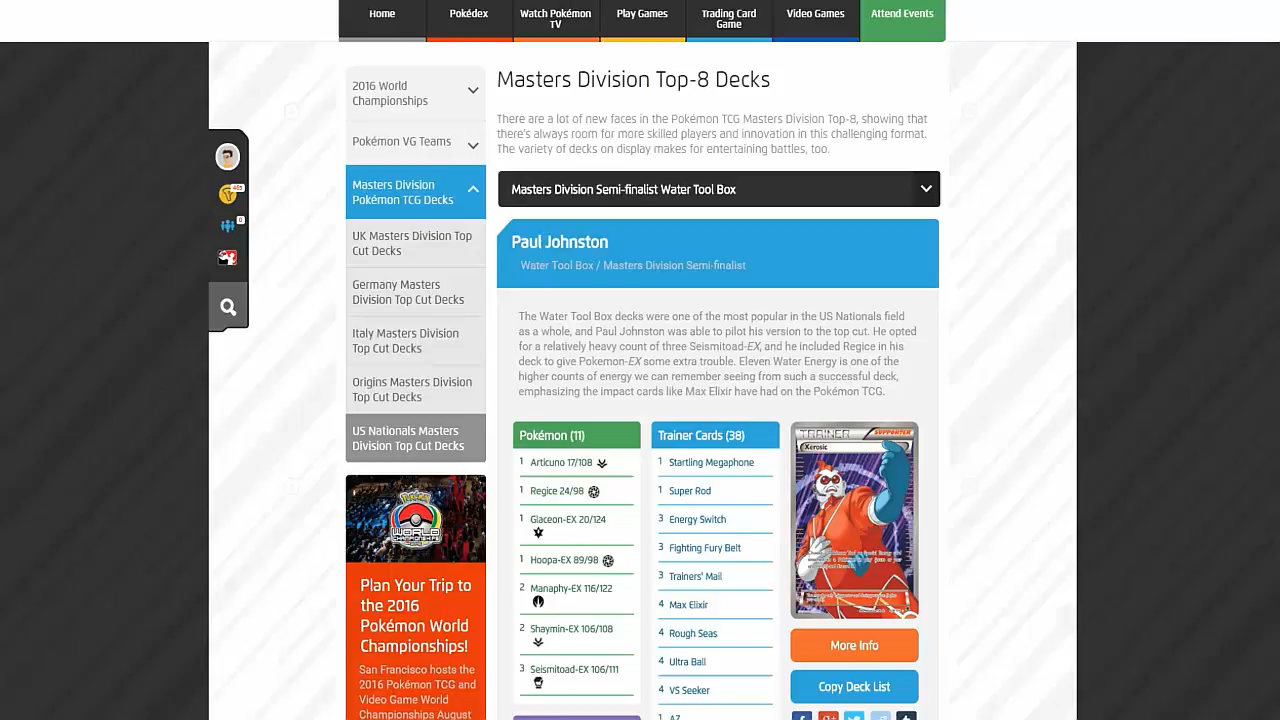 Home
Pokédex
Watch Pokémon
TV
Play Games
Trading Card
Game
Video Games
Attend Events
2016 World
Championships
Pokémon VG Teams
Masters Division
Pokémon TCG Decks
UK Masters Division Top
Cut Decks
Germany Masters
Division Top Cut Decks
Italy Masters Division
Top Cut Decks
Origins Masters Division
Top Cut Decks
US Nationals Masters
Division Top Cut Decks
Plan Your Trip to
the 2016
Pokémon World
Championships!
San Francisco hosts the
2016 Pokémon TCG and
Video Game World
Championships August
Masters Division Top-8 Decks
There are a lot of new faces in the Pokémon TCG Masters Division Top-8, showing that
there's always room for more skilled players and innovation in this challenging format.
The variety of decks on display makes for entertaining battles, too.
Masters Division Semi-finalist Water Tool Box
Paul Johnston
Water Tool Box / Masters Division Semi-finalist
The Water Tool Box decks were one of the most popular in the US Nationals field
as a whole, and Paul Johnston was able to pilot his version to the top cut. He opted
for a relatively heavy count of three Seismitoad-EX, and he included Regice in his
deck to give Pokemon-EX some extra trouble. Eleven Water Energy is one of the
higher counts of energy we can remember seeing from such a successful deck,
emphasizing the impact cards like Max Elixir have had on the Pokémon TCG.
Pokémon (11)
1 Articuno 17/108
1 Regice 24/98
1 Glaceon-EX 20/124
1 Hoopa-EX 89/98
2 Manaphy-EX 116/122
2 Shaymin-EX 106/108
3 Seismitoad-EX 106/111
Trainer Cards (38)
1 Startling Megaphone
1 Super Rod
3 Energy Switch
3 Fighting Fury Belt
3 Trainers' Mail
4 Max Elixir
4 Rough Seas
4 Ultra Ball
4 VS Seeker
1 AZ
TRAINER
SUPPORTER
Xerosic
More Info
Copy Deck List